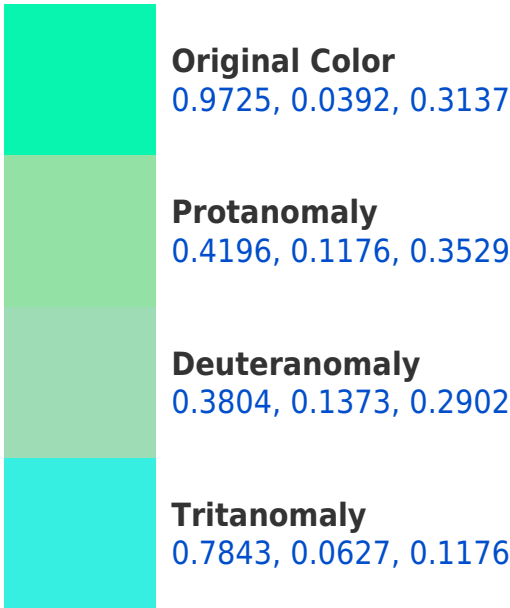 Original Color
0.9725, 0.0392, 0.3137
Protanomaly
0.4196, 0.1176, 0.3529
Deuteranomaly
0.3804, 0.1373, 0.2902
Tritanomaly
0.7843, 0.0627, 0.1176